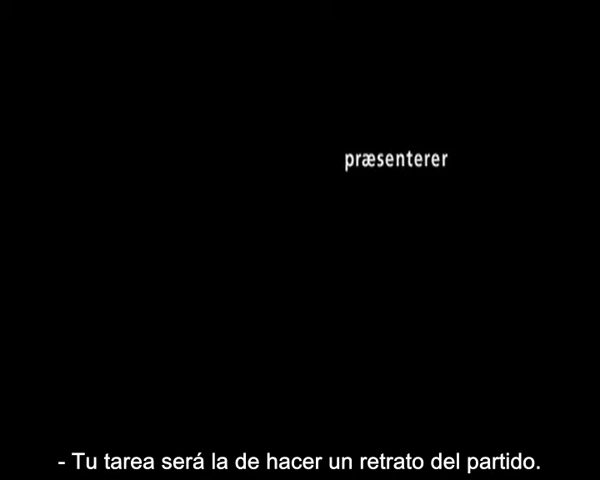 præsenterer
- Tu tarea será la de hacer un retrato del partido.